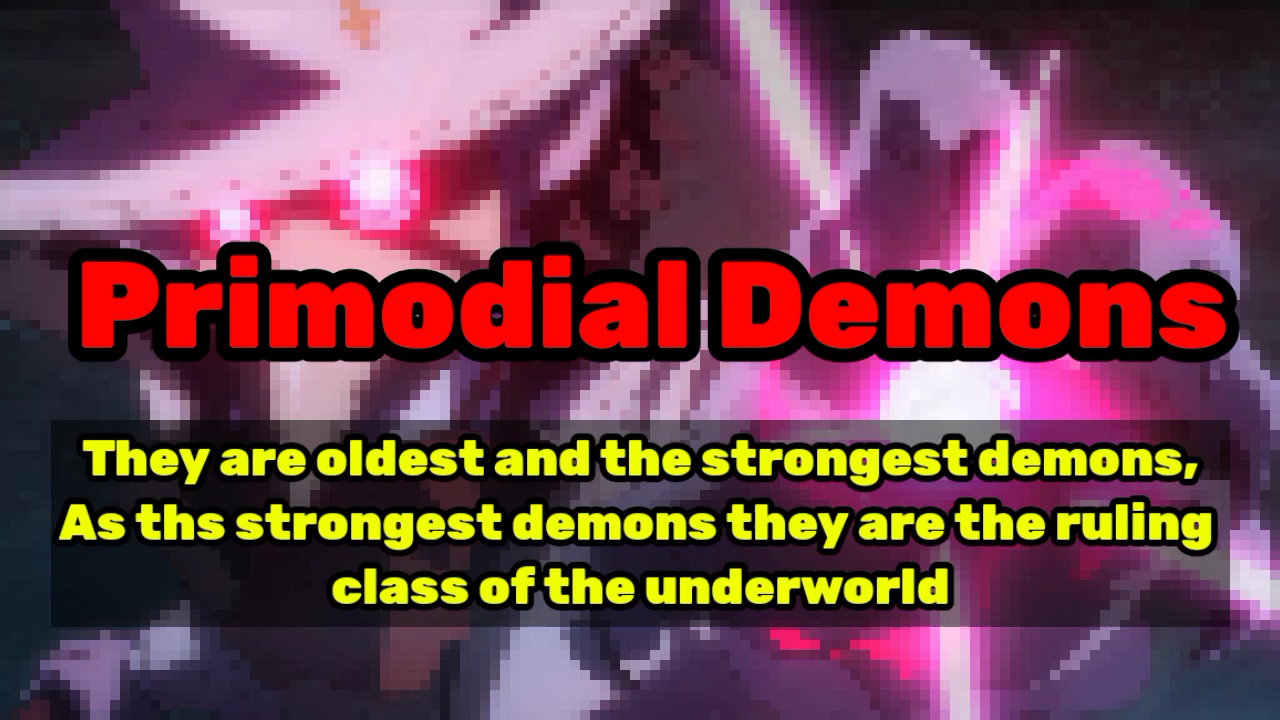 Primodial Demons
They are oldest and the strongest demons,
As ths strongest demons they are the ruling
class of the underworld